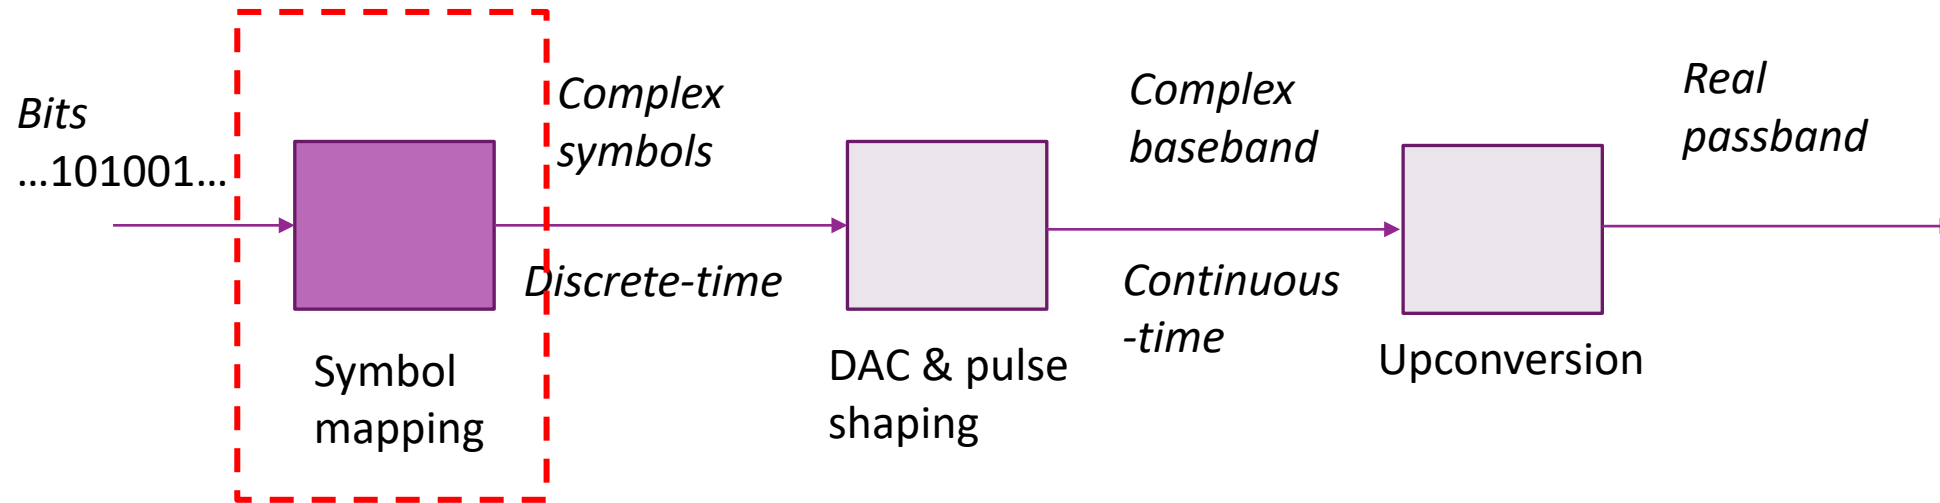 Bits
…101001…
Complex
symbols
Discrete-time
Symbol
mapping
DAC & pulse
shaping
Complex
baseband
Continuous
-time
Upconversion
Real
passband